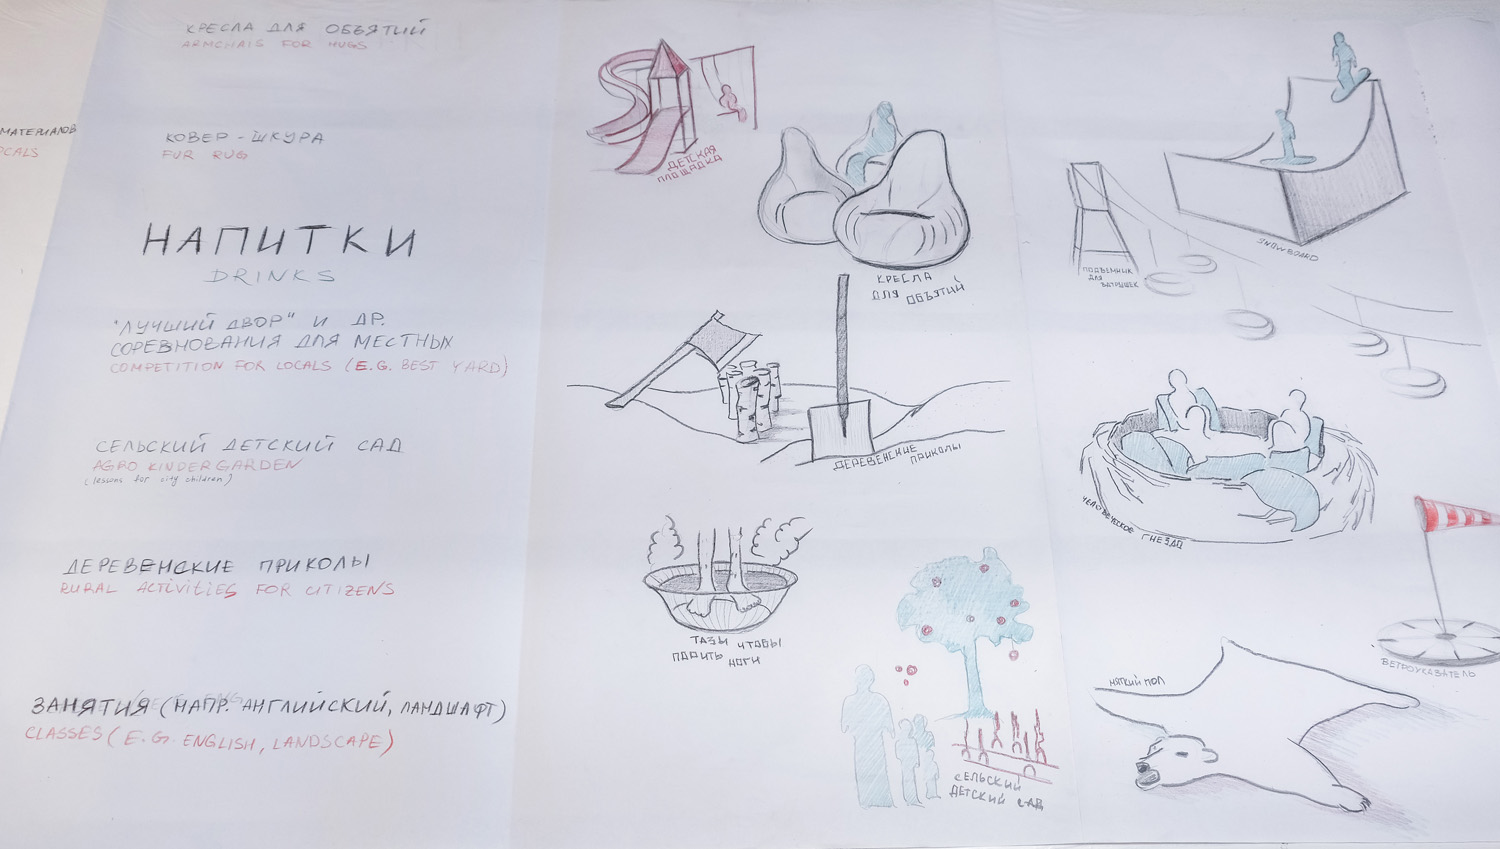 КРЕСЛА ДЛЯ ОБЪЯТИЙ
ARMCHAIS FOR HUGS
МАТЕРИАЛОВ
OCALS
КОВЕР - ШКУРА
FUR RUG
НАПИТКИ
DRINKS
"ЛУЧШИЙ ДВОР" И ДР.
СОРЕВНОВАНИЯ ДЛЯ МЕСТНЫХ
COMPETITION FOR LOCALS (E.G. BEST YARD)
СЕЛЬСКИЙ ДЕТСКИЙ САД
AGRO KINDERGARDEN
(lessons for city children)
ДЕРЕВЕНСКИЕ ПРИКОЛЫ
RURAL ACTIVITIES FOR CITIZENS
ЗАНЯТИЯ (НАПР. АНГЛИЙСКИЙ, ЛАНДШАФТ)
CLASSES (E.G. ENGLISH, LANDSCAPE)
ДЕТСКАЯ
ПЛОЩАДКА
КРЕСЛА
ДЛЯ ОБЪЯТИЙ
ДЕРЕВЕНСКИЕ ПРИКОЛЫ
ТАЗЫ ЧТОБЫ
ПАРИТЬ НОГИ
СЕЛЬСКИЙ
ДЕТСКИЙ САД
SNOWBOARD
ПОДЪЕМНИК
ДЛЯ
ВАТРУШЕК
ЧЕЛОВЕЧЕСКОЕ ГНЕЗДО
ВЕТРОУКАЗАТЕЛЬ
МЯГКИЙ ПОЛ